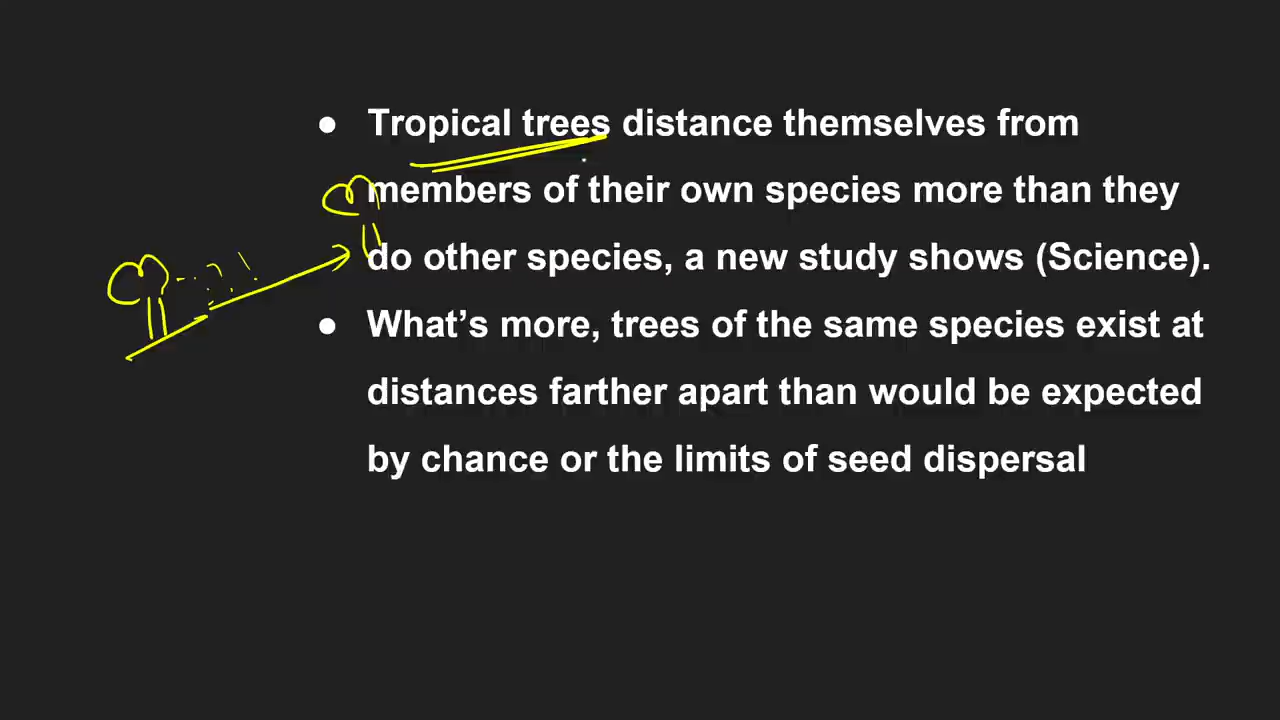 ● Tropical trees distance themselves from
members of their own species more than they
do other species, a new study shows (Science).
● What’s more, trees of the same species exist at
distances farther apart than would be expected
by chance or the limits of seed dispersal